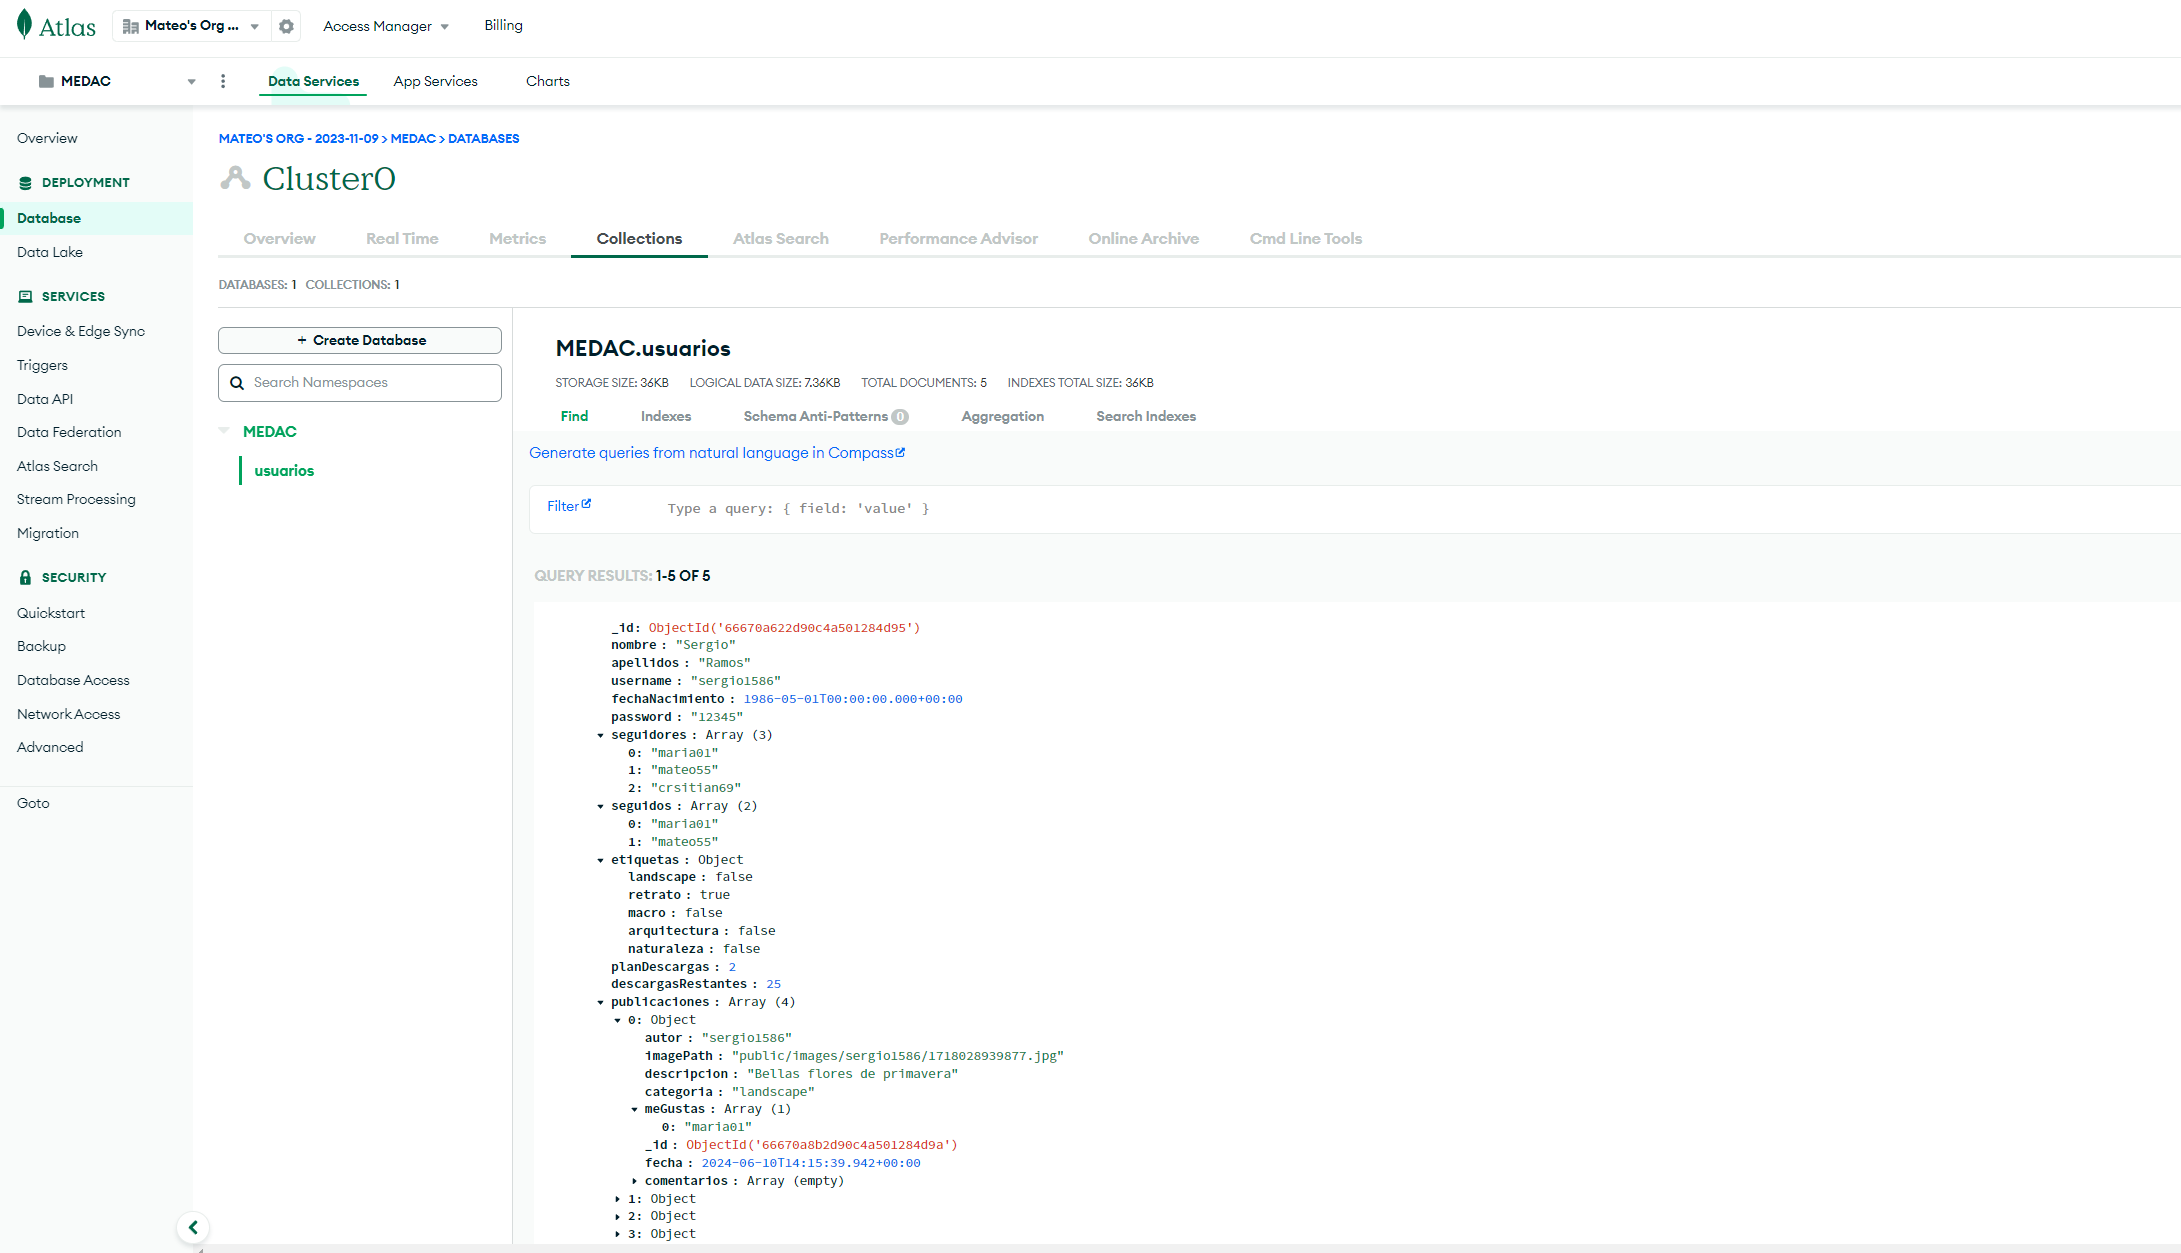 Atlas
Mateo's Org ...
Access Manager
Billing
MEDAC
Data Services
App Services
Charts
Overview
DEPLOYMENT
Database
Data Lake
SERVICES
Device & Edge Sync
Triggers
Data API
Data Federation
Atlas Search
Stream Processing
Migration
SECURITY
Quickstart
Backup
Database Access
Network Access
Advanced
Goto
MATEO'S ORG - 2023-11-09 > MEDAC > DATABASES
Cluster0
Overview
Real Time
Metrics
Collections
Atlas Search
Performance Advisor
Online Archive
Cmd Line Tools
DATABASES: 1 COLLECTIONS: 1
+ Create Database
Search Namespaces
MEDAC
usuarios
MEDAC.usuarios
STORAGE SIZE: 36KB LOGICAL DATA SIZE: 7.36KB TOTAL DOCUMENTS: 5 INDEXES TOTAL SIZE: 36KB
Find
Indexes
Schema Anti-Patterns 0
Aggregation
Search Indexes
Generate queries from natural language in Compass
Filter
Type a query: { field: 'value' }
QUERY RESULTS: 1-5 OF 5
_id: ObjectId('66670a622d90c4a501284d95')
nombre : "Sergio"
apellidos : "Ramos"
username : "sergio1586"
fechaNacimiento : 1986-05-01T00:00:00.000+00:00
password : "12345"
seguidores : Array (3)
0: "maria01"
1: "mateo55"
2: "crsitian69"
seguidos : Array (2)
0: "maria01"
1: "mateo55"
etiquetas : Object
landscape : false
retrato : true
macro : false
arquitectura : false
naturaleza : false
planDescargas : 2
descargasRestantes : 25
publicaciones : Array (4)
0: Object
autor : "sergio1586"
imagePath : "public/images/sergio1586/1718028939877.jpg"
descripcion : "Bellas flores de primavera"
categoria : "landscape"
meGustas : Array (1)
0: "maria01"
_id : ObjectId('66670a8b2d90c4a501284d9a')
fecha : 2024-06-10T14:15:39.942+00:00
comentarios : Array (empty)
1: Object
2: Object
3: Object